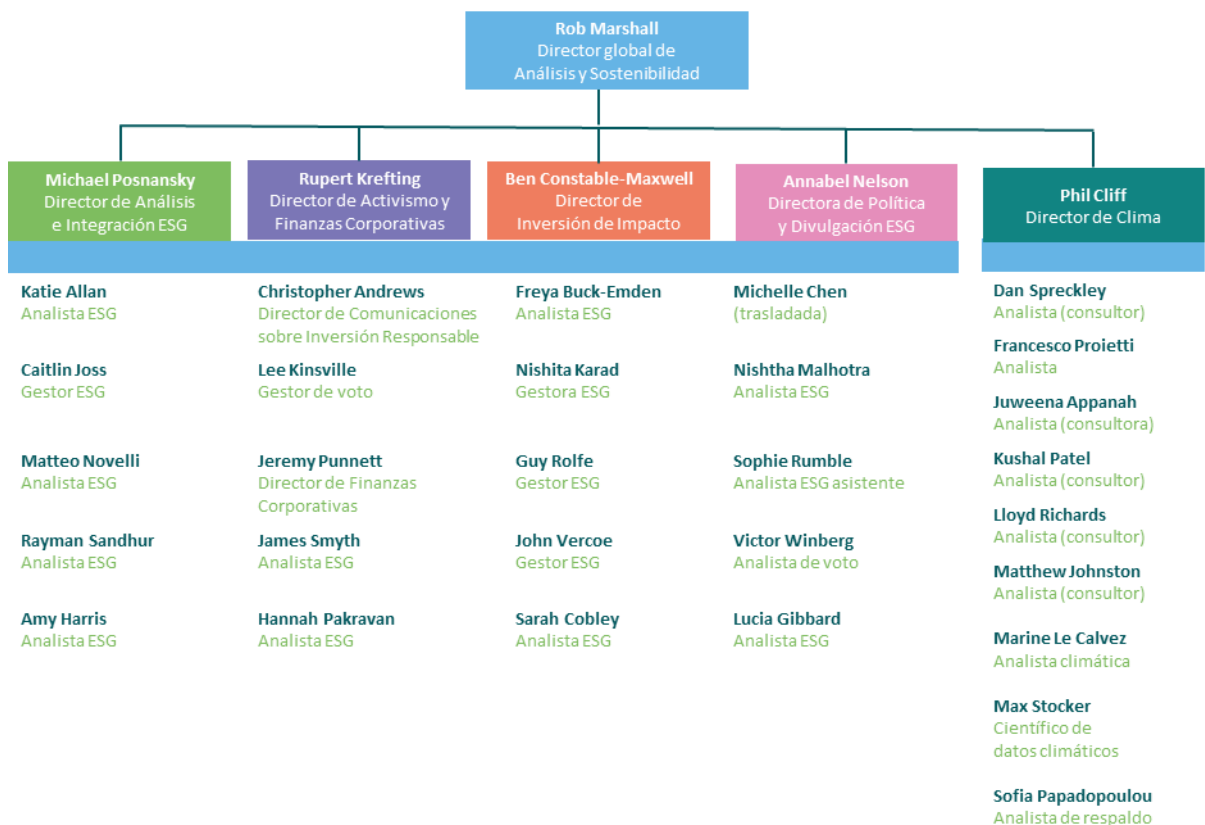 Rob Marshall
Director global de
Análisis y Sostenibilidad
Michael Posnansky
Director de Análisis
e Integración ESG
Rupert Krefting
Director de Activismo y
Finanzas Corporativas
Ben Constable-Maxwell
Director de
Inversión de Impacto
Annabel Nelson
Directora de Política
y Divulgación ESG
Phil Cliff
Director de Clima
Katie Allan
Analista ESG
Caitlin Joss
Gestor ESG
Matteo Novelli
Analista ESG
Rayman Sandhur
Analista ESG
Amy Harris
Analista ESG
Christopher Andrews
Director de Comunicaciones
sobre Inversión Responsable
Lee Kinsville
Gestor de voto
Jeremy Punnett
Director de Finanzas
Corporativas
James Smyth
Analista ESG
Hannah Pakravan
Analista ESG
Freya Buck-Emden
Analista ESG
Nishita Karad
Gestora ESG
Guy Rolfe
Gestor ESG
John Vercoe
Gestor ESG
Sarah Cobley
Analista ESG
Michelle Chen
(trasladada)
Nishtha Malhotra
Analista ESG
Sophie Rumble
Analista ESG asistente
Victor Winberg
Analista de voto
Lucia Gibbard
Analista ESG
Dan Spreckley
Analista (consultor)
Francesco Proietti
Analista
Juweena Appanah
Analista (consultora)
Kushal Patel
Analista (consultor)
Lloyd Richards
Analista (consultor)
Matthew Johnston
Analista (consultor)
Marine Le Calvez
Analista climática
Max Stocker
Científico de
datos climáticos
Sofia Papadopoulou
Analista de respaldo